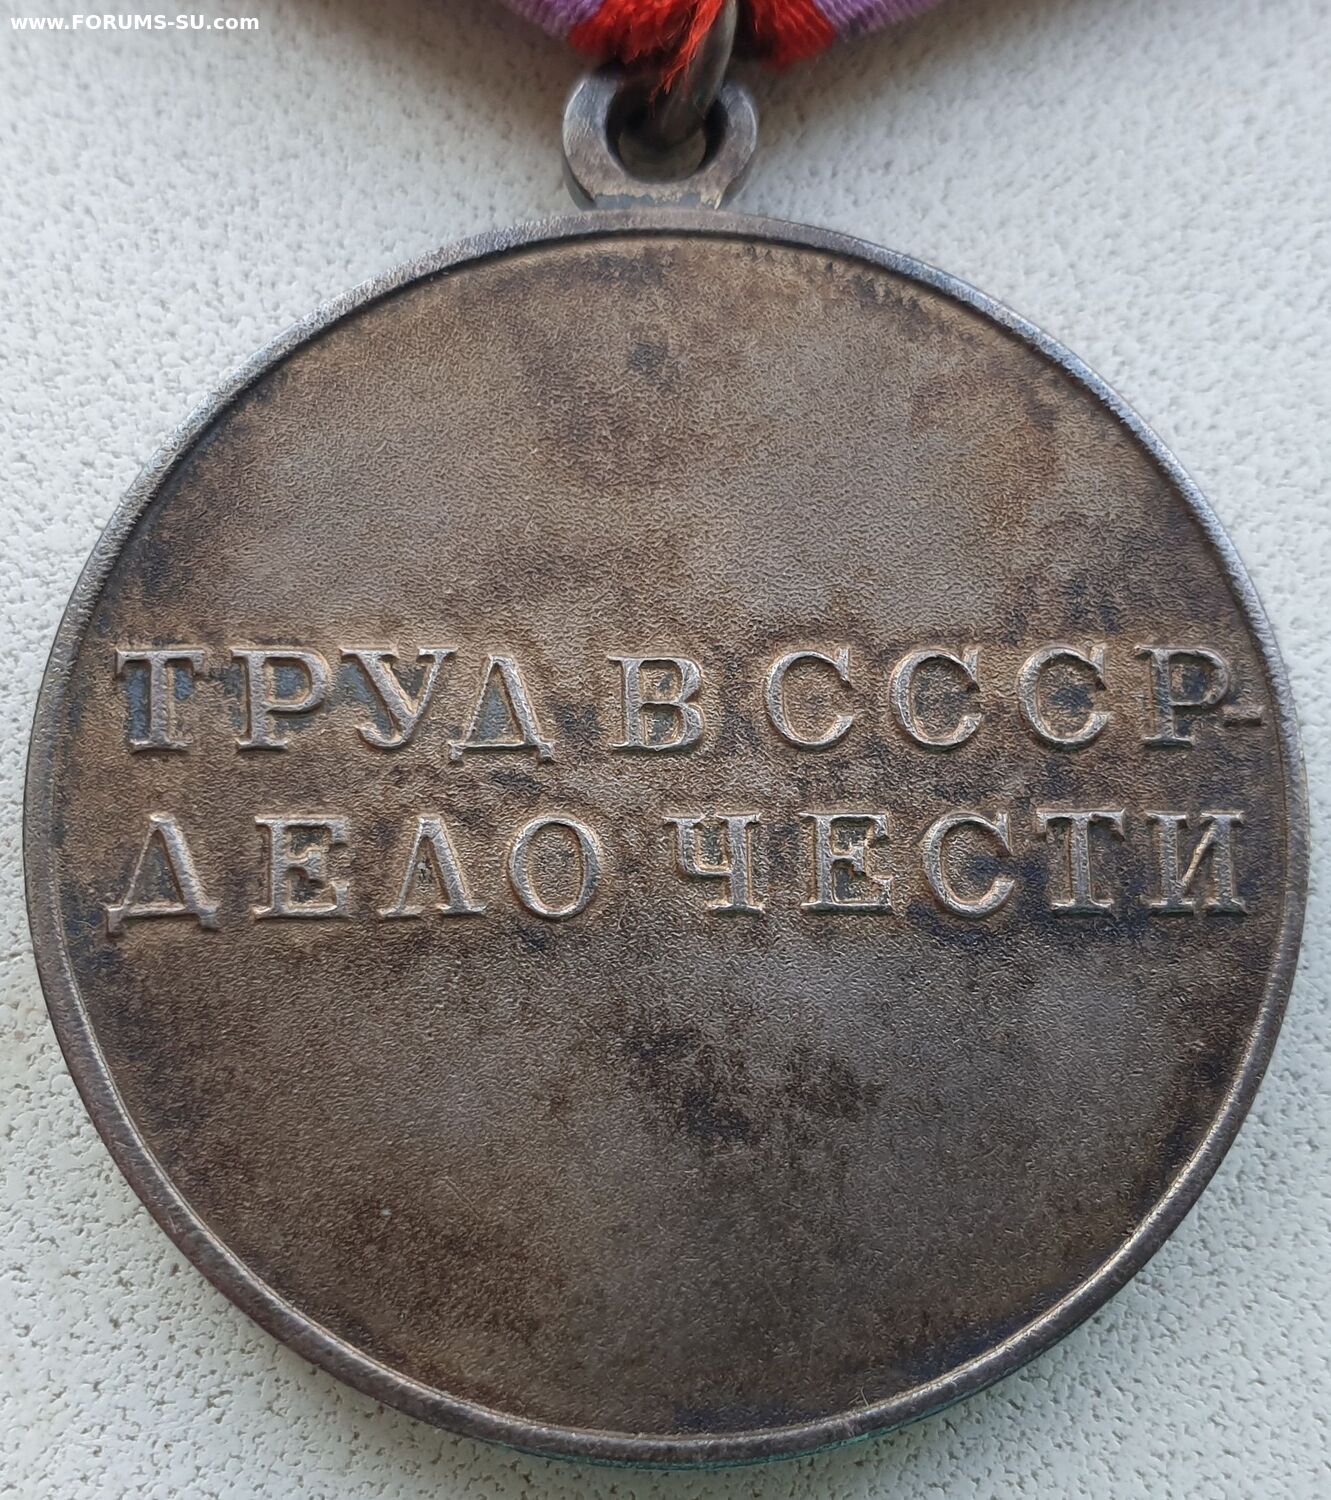 www.FORUMS-SU.com
ТРУД В СССР-
ДЕЛО ЧЕСТИ